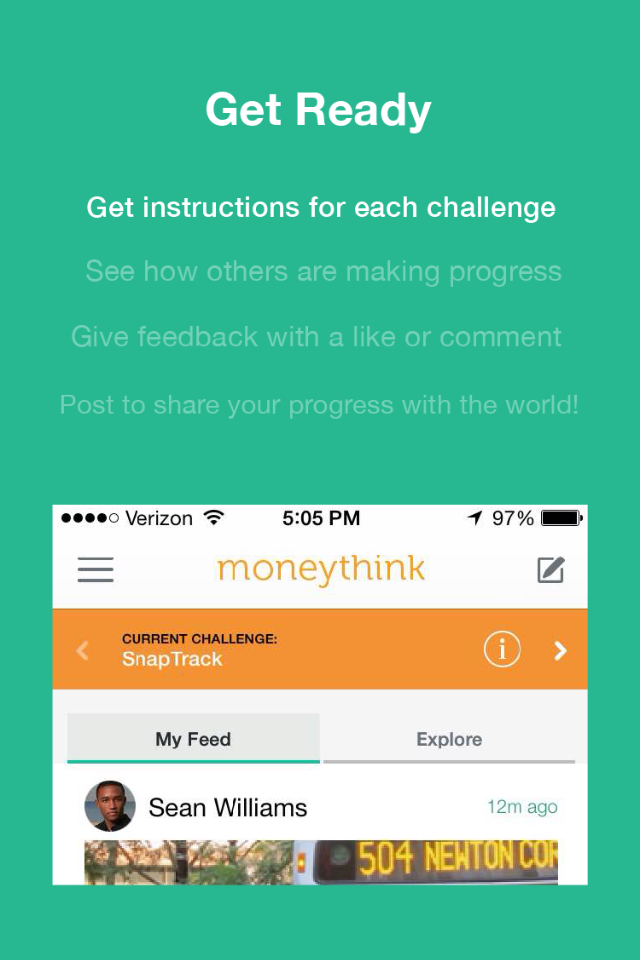 Get Ready
Get instructions for each challenge
See how others are making progress
Give feedback with a like or comment
Post to share your progress with the world!
Verizon 5:05 PM 97%
moneythink
CURRENT CHALLENGE:
SnapTrack
i
My Feed Explore
Sean Williams 12m ago
504 NEWTON COR